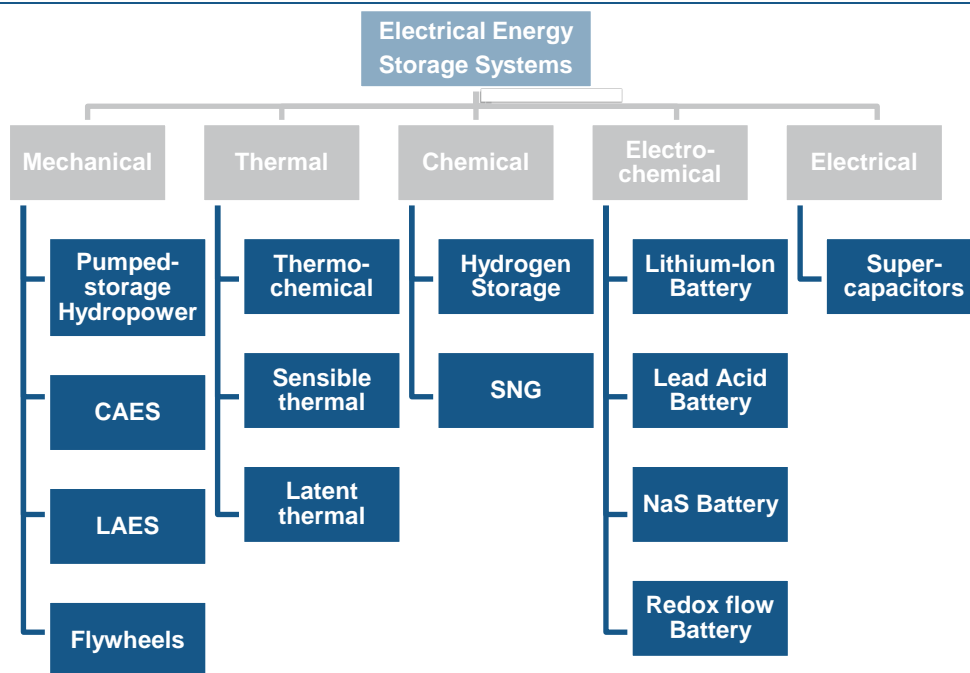 Electrical Energy
Storage Systems
Mechanical
Thermal
Chemical
Electro-
chemical
Electrical
Pumped-
storage
Hydropower
CAES
LAES
Flywheels
Thermo-
chemical
Sensible
thermal
Latent
thermal
Hydrogen
Storage
SNG
Lithium-Ion
Battery
Lead Acid
Battery
NaS Battery
Redox flow
Battery
Super-
capacitors